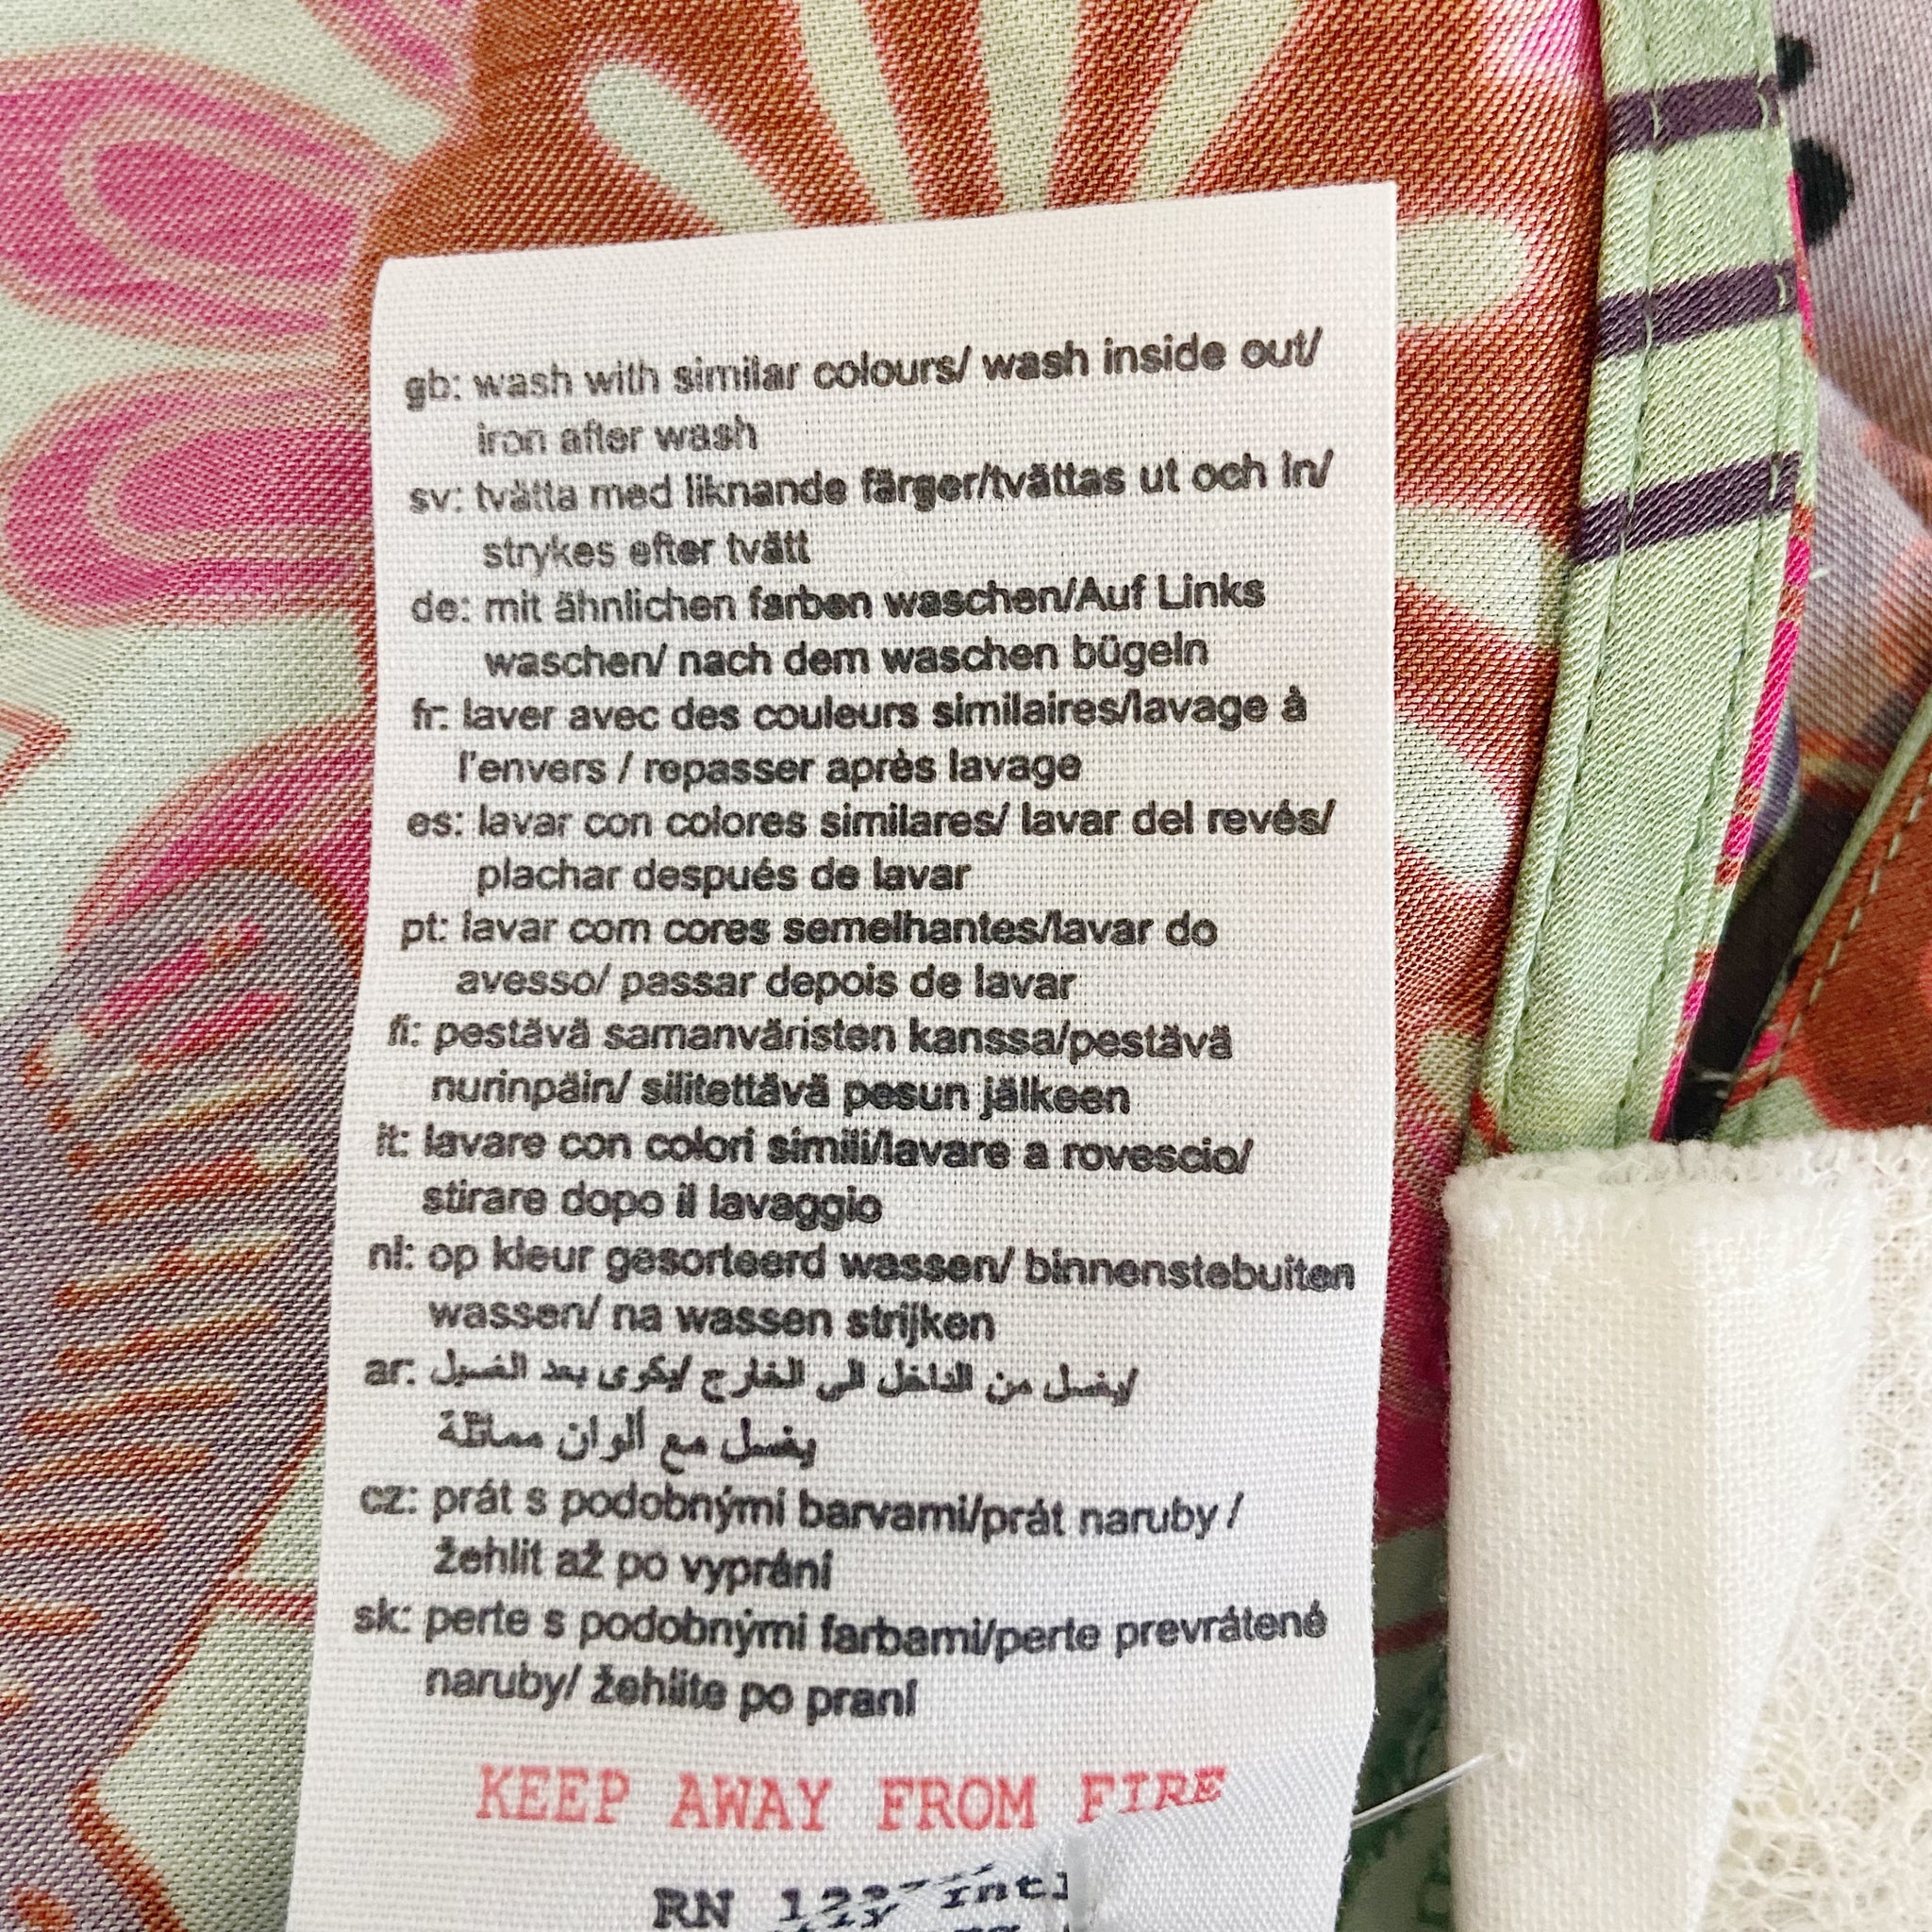 gb: wash with similar colours/ wash inside out/
iron after wash
sv: tvätta med liknande färger/tvättas ut och in/
strykes efter tvätt
de: mit ähnlichen farben waschen/Auf Links
waschen/ nach dem waschen bügeln
fr: laver avec des couleurs similaires/lavage à
l'envers / repasser après lavage
es: lavar con colores similares/ lavar del revés/
plachar después de lavar
pt: lavar com cores semelhantes/lavar do
avesso/ passar depois de lavar
fi: pestävä samanväristen kanssa/pestävä
nurinpäin/ silitettävä pesun jälkeen
it: lavare con colori simili/lavare a rovescio/
stirare dopo il lavaggio
nl: op kleur gesorteerd wassen/ binnenstebuiten
wassen/ na wassen strijken
ar: يغسل من الداخل الى الخارج /يكوى بعد الغسيل/
يغسل مع ألوان مماثلة
cz: prát s podobnými barvami/prát naruby /
žehlit až po vyprání
sk: perte s podobnými farbami/perte prevrátené
naruby/ žehlite po praní
KEEP AWAY FROM FIRE
RN